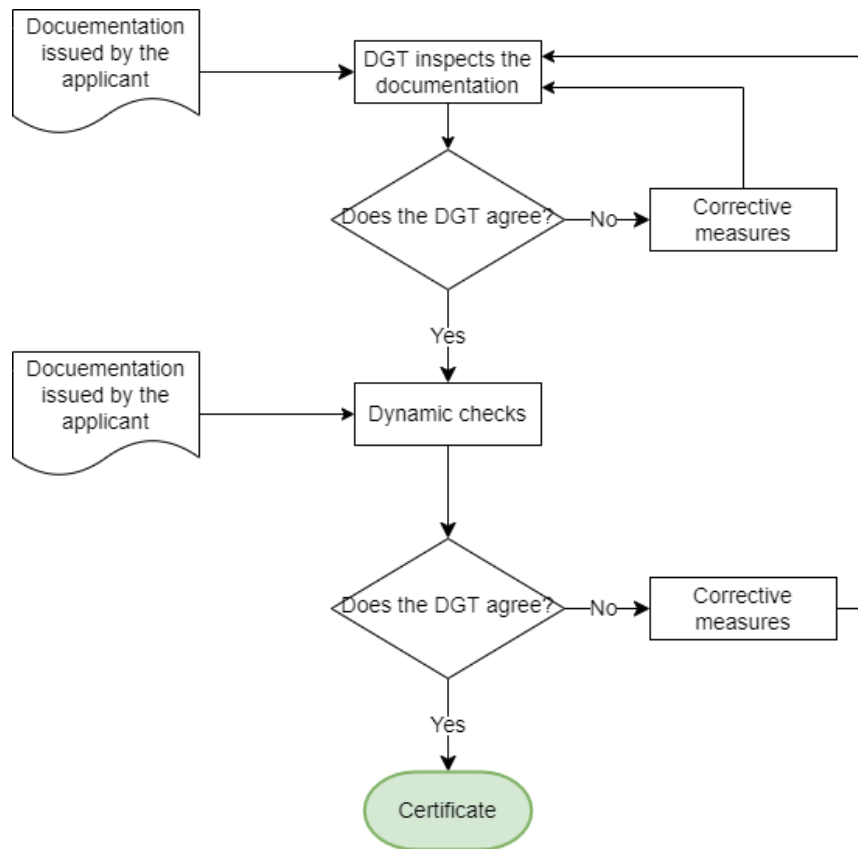 Docuementation
issued by the
applicant
DGT inspects the
documentation
Does the DGT agree?
No
Corrective
measures
Yes
Docuementation
issued by the
applicant
Dynamic checks
Does the DGT agree?
No
Corrective
measures
Yes
Certificate